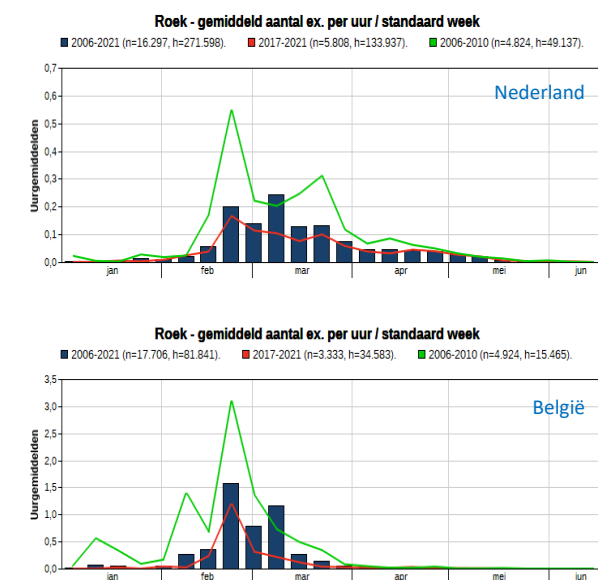 Roek - gemiddeld aantal ex. per uur / standaard week
2006-2021 (n=16.297, h=271.598). 2017-2021 (n=5.808, h=133.937). 2006-2010 (n=4.824, h=49.137).
Nederland
Uurgemiddelden
0,7
0,6
0,5
0,4
0,3
0,2
0,1
0,0
jan feb mar apr mei jun
Roek - gemiddeld aantal ex. per uur / standaard week
2006-2021 (n=17.706, h=81.841). 2017-2021 (n=3.333, h=34.583). 2006-2010 (n=4.924, h=15.465).
België
Uurgemiddelden
3,5
3,0
2,5
2,0
1,5
1,0
0,5
0,0
jan feb mar apr mei jun